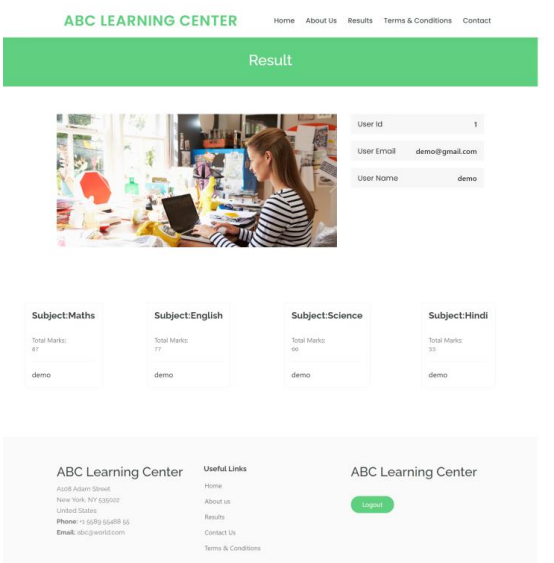 ABC LEARNING CENTER
Home About Us Results Terms & Conditions Contact
Result
User Id 1
User Email demo@gmail.com
User Name demo
Subject:Maths
Total Marks:
87
demo
Subject:English
Total Marks:
77
demo
Subject:Science
Total Marks:
demo
Subject:Hindi
Total Marks:
33
demo
ABC Learning Center
A108 Adam Street
New York, NY 535022
United States
Phone: +1 5589 55488 55
Email: abc@world.com
Useful Links
Home
About us
Results
Contact Us
Terms & Conditions
ABC Learning Center
Logout